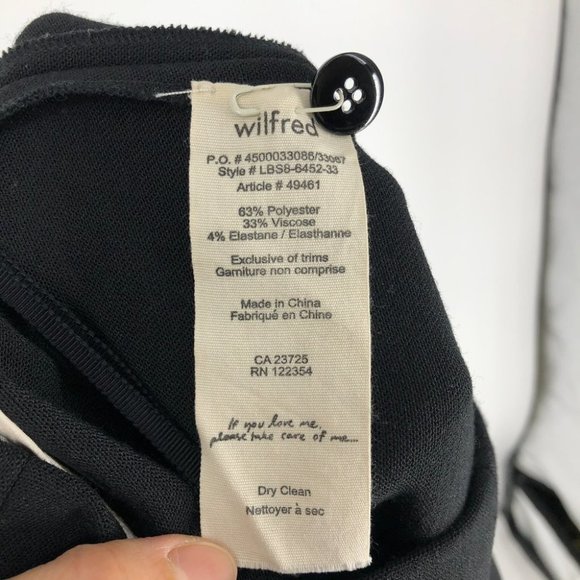 wilfred
P.O. # 4500033086/33087
Style # LBS8-6452-33
Article # 49461
63% Polyester
33% Viscose
4% Elastane / Elasthanne
Exclusive of trims
Garniture non comprise
Made in China
Fabriqué en Chine
CA 23725
RN 122354
If you love me,
please take care of me...
Dry Clean
Nettoyer à sec